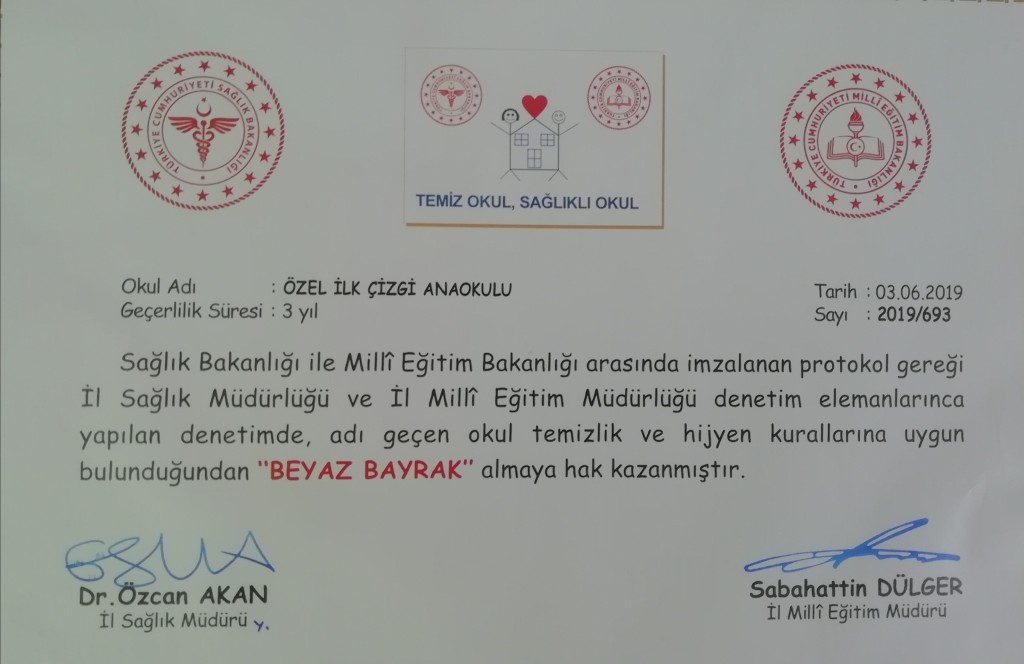 TÜRKİYE CUMHURİYETİ SAĞLIK BAKANLIĞI
TEMİZ OKUL, SAĞLIKLI OKUL
TÜRKİYE CUMHURİYETİ MİLLİ EĞİTİM BAKANLIĞI
Okul Adı : ÖZEL İLK ÇİZGİ ANAOKULU
Geçerlilik Süresi : 3 yıl
Tarih : 03.06.2019
Sayı : 2019/693
Sağlık Bakanlığı ile Millî Eğitim Bakanlığı arasında imzalanan protokol gereği
İl Sağlık Müdürlüğü ve İl Millî Eğitim Müdürlüğü denetim elemanlarınca
yapılan denetimde, adı geçen okul temizlik ve hijyen kurallarına uygun
bulunduğundan "BEYAZ BAYRAK" almaya hak kazanmıştır.
Dr.Özcan AKAN
İl Sağlık Müdürü y.
Sabahattin DÜLGER
İl Millî Eğitim Müdürü